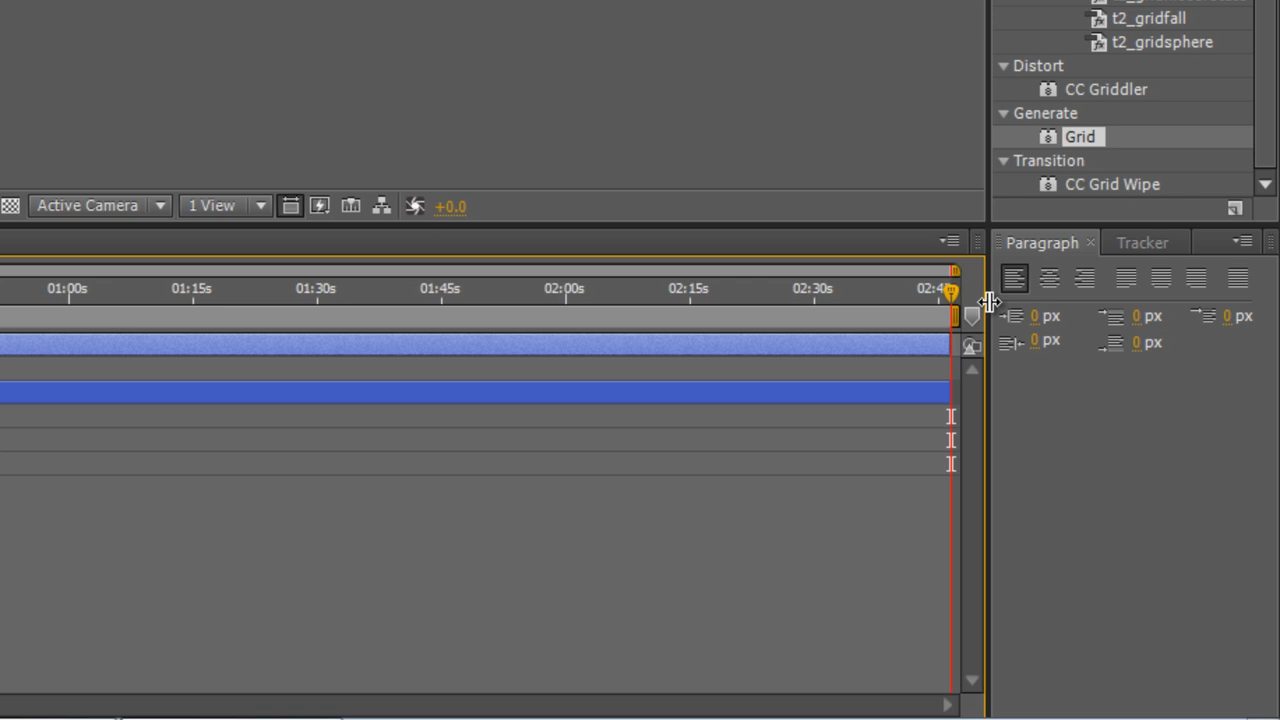 t2_gridfall
t2_gridsphere
Distort
CC Griddler
Generate
Grid
Transition
CC Grid Wipe
Active Camera
1 View
+0.0
Paragraph
Tracker
01:00s
01:15s
01:30s
01:45s
02:00s
02:15s
02:30s
0 px
0 px
0 px
0 px
0 px